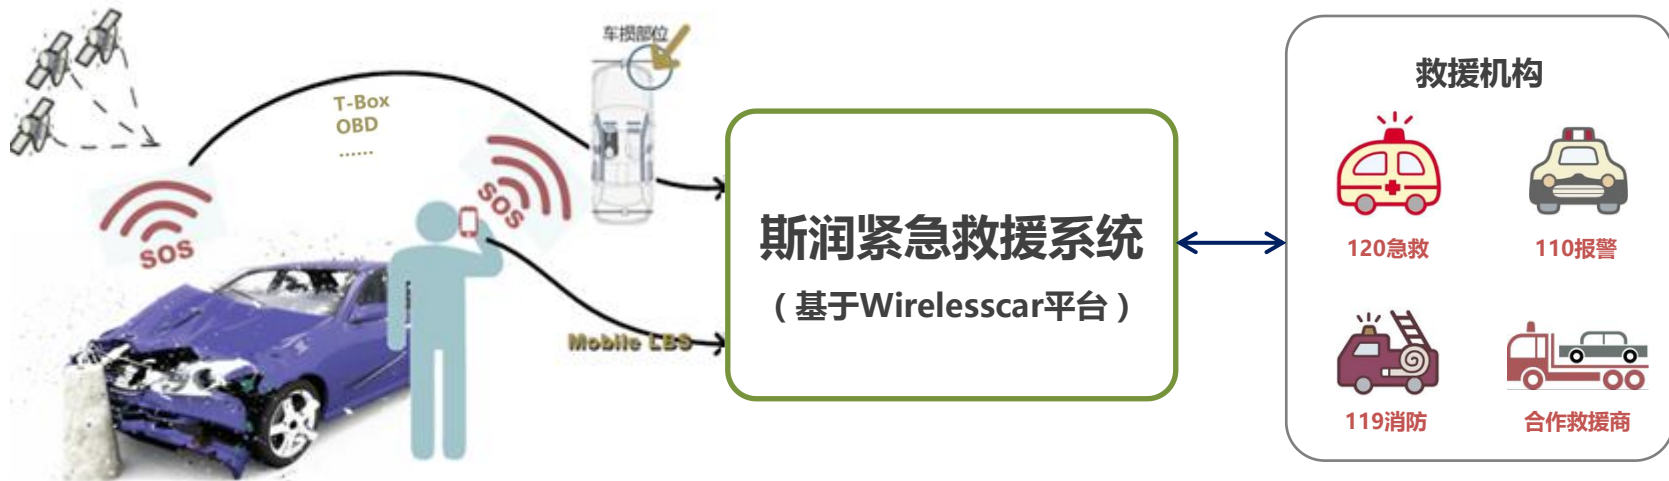 车损部位
T-Box
OBD
......
SOS
SOS
Mobile LBS
斯润紧急救援系统
（基于Wirelesscar平台）
救援机构
120急救
110报警
119消防
合作救援商